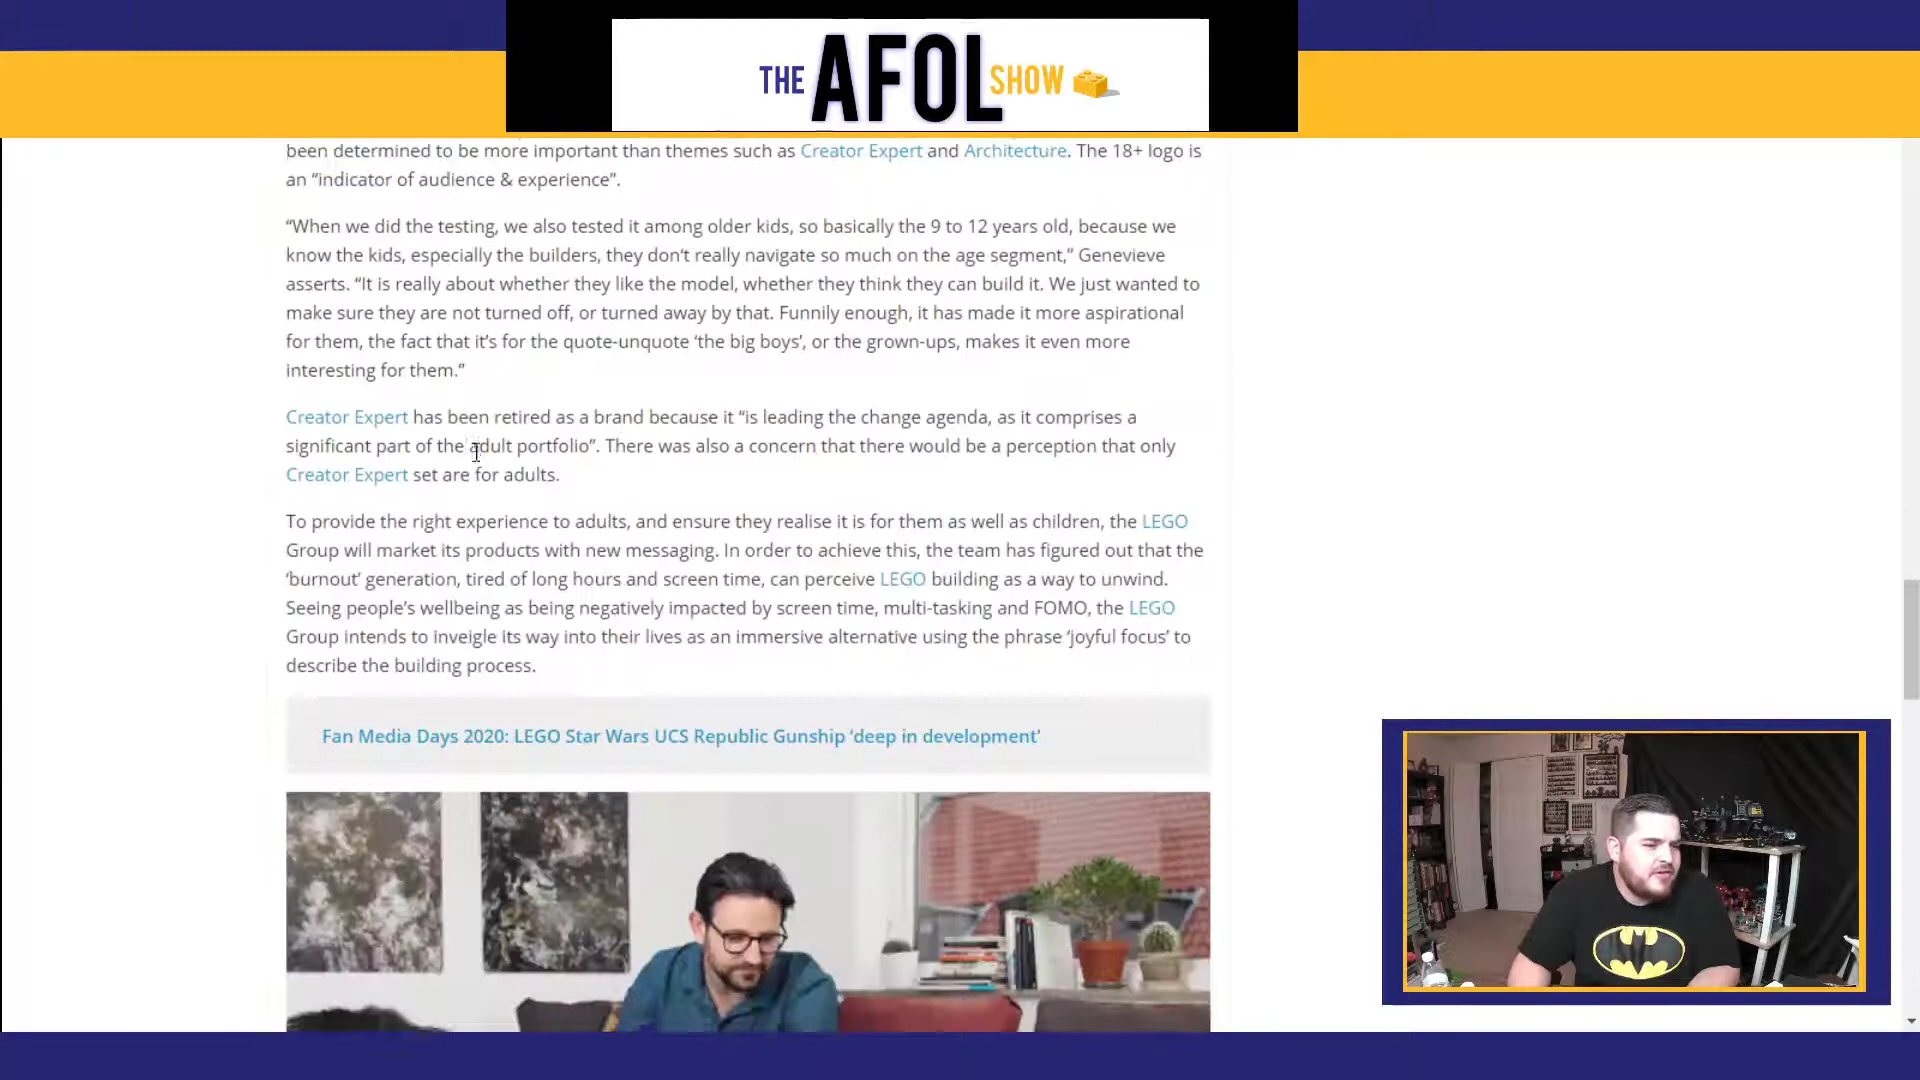 THE AFOL SHOW
been determined to be more important than themes such as Creator Expert and Architecture. The 18+ logo is
an “indicator of audience & experience”.
“When we did the testing, we also tested it among older kids, so basically the 9 to 12 years old, because we
know the kids, especially the builders, they don’t really navigate so much on the age segment,” Genevieve
asserts. “It is really about whether they like the model, whether they think they can build it. We just wanted to
make sure they are not turned off, or turned away by that. Funnily enough, it has made it more aspirational
for them, the fact that it’s for the quote-unquote ‘the big boys’, or the grown-ups, makes it even more
interesting for them.”
Creator Expert has been retired as a brand because it “is leading the change agenda, as it comprises a
significant part of the adult portfolio”. There was also a concern that there would be a perception that only
Creator Expert set are for adults.
To provide the right experience to adults, and ensure they realise it is for them as well as children, the LEGO
Group will market its products with new messaging. In order to achieve this, the team has figured out that the
‘burnout’ generation, tired of long hours and screen time, can perceive LEGO building as a way to unwind.
Seeing people’s wellbeing as being negatively impacted by screen time, multi-tasking and FOMO, the LEGO
Group intends to inveigle its way into their lives as an immersive alternative using the phrase ‘joyful focus’ to
describe the building process.
Fan Media Days 2020: LEGO Star Wars UCS Republic Gunship ‘deep in development’